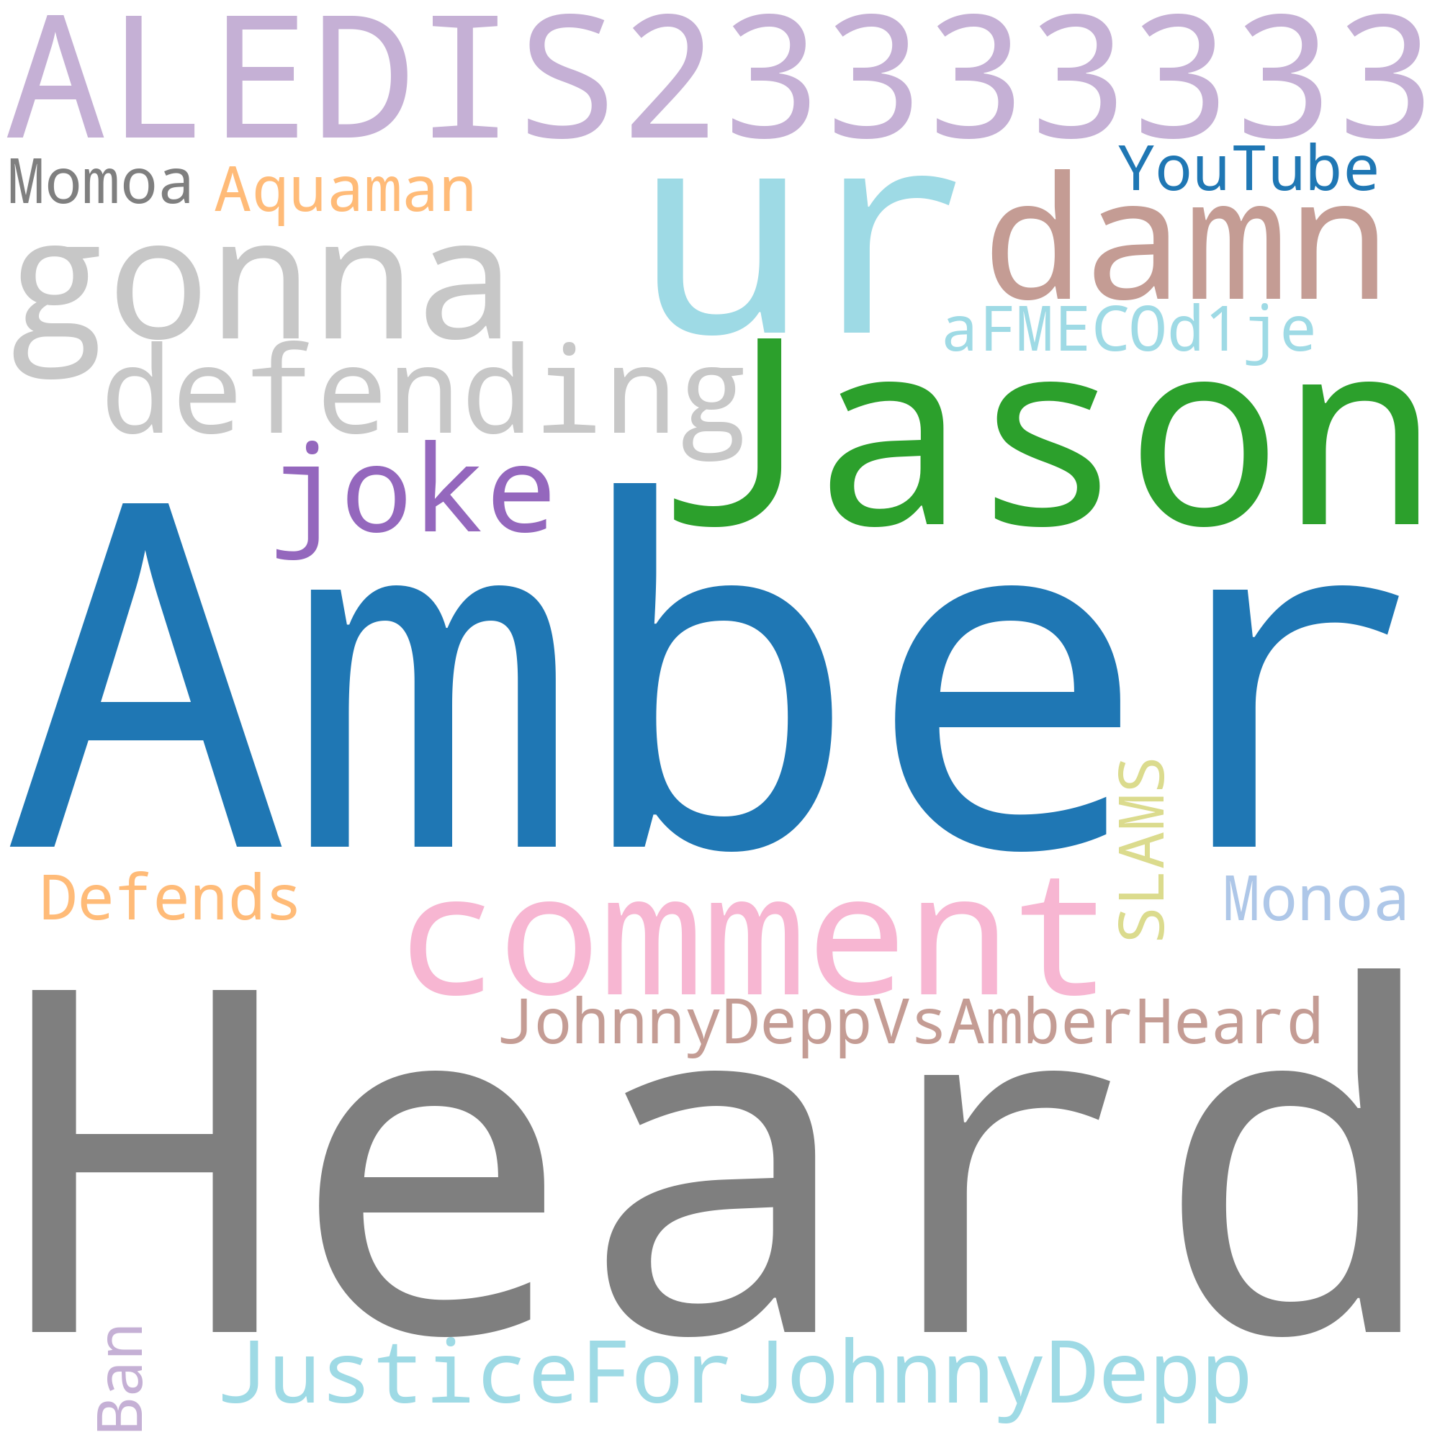 ALEDIS23333333
YouTube
Momoa
Aquaman
ur
damn
gonna
aFMECOd1je
defending
Jason
joke
Amber
SLAMS
Defends
comment
Monoa
JohnnyDeppVsAmberHeard
Heard
Ban
JusticeForJohnnyDepp